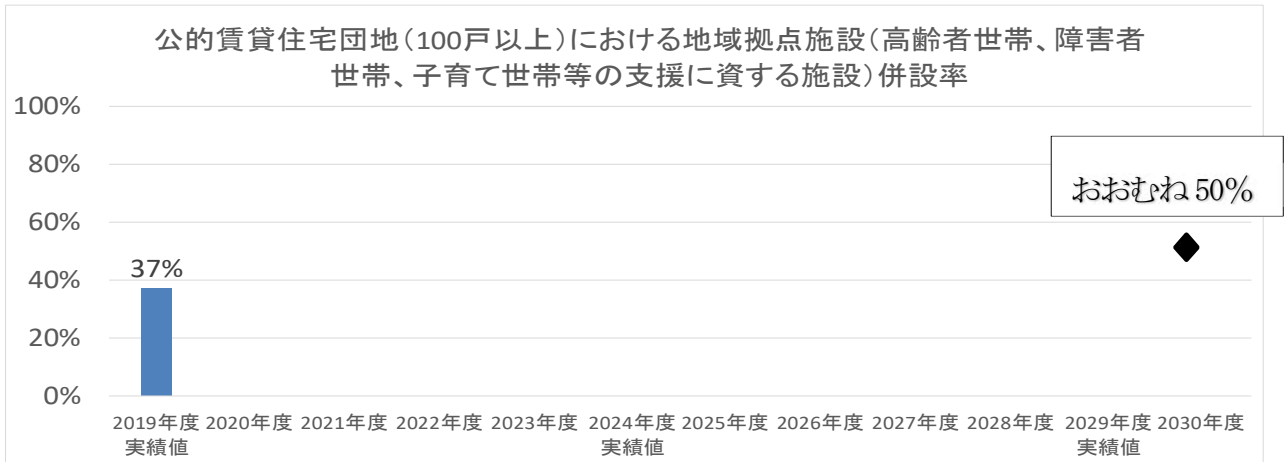 公的賃貸住宅団地(100戸以上)における地域拠点施設(高齢者世帯、障害者
世帯、子育て世帯等の支援に資する施設)併設率
100%
80%
60%
40%
20%
0%
37%
おおむね 50%
2019年度 2020年度 2021年度 2022年度 2023年度 2024年度 2025年度 2026年度 2027年度 2028年度 2029年度 2030年度
実績値 実績値 実績値